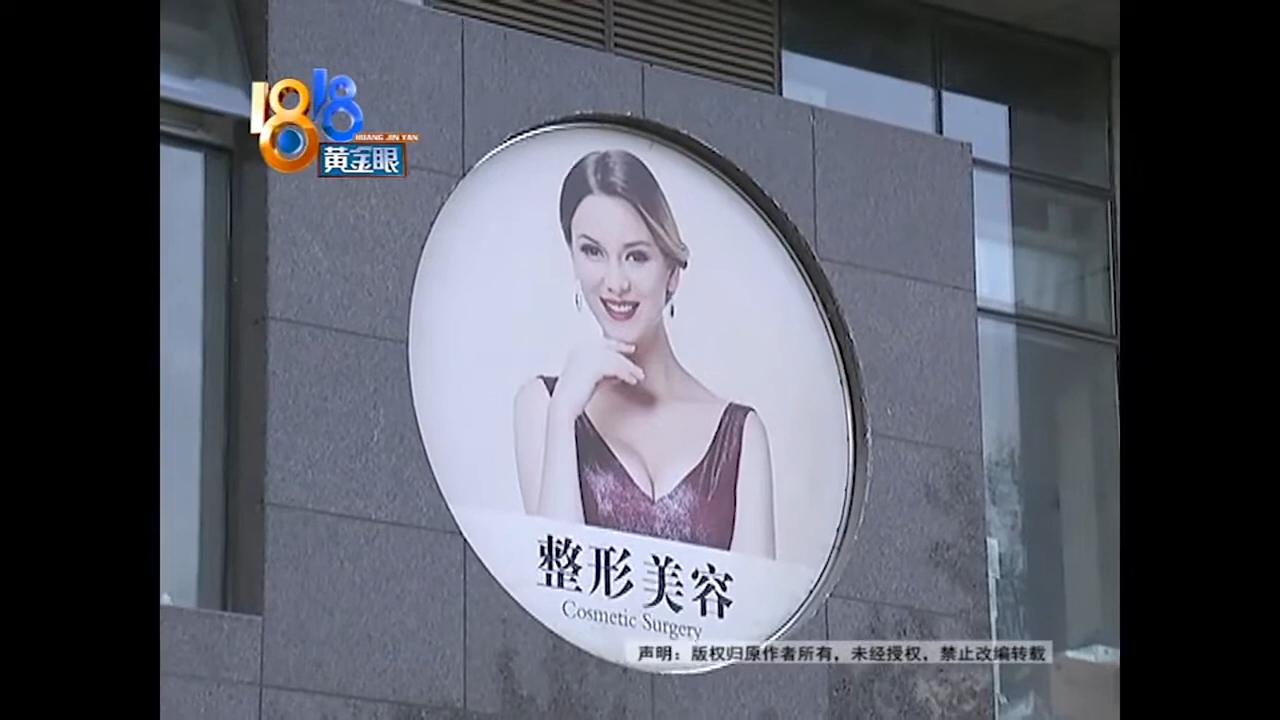 1818
HUANG JIN YAN
黄金眼
整形美容
Cosmetic Surgery
声明：版权归原作者所有，未经授权，禁止改编转载